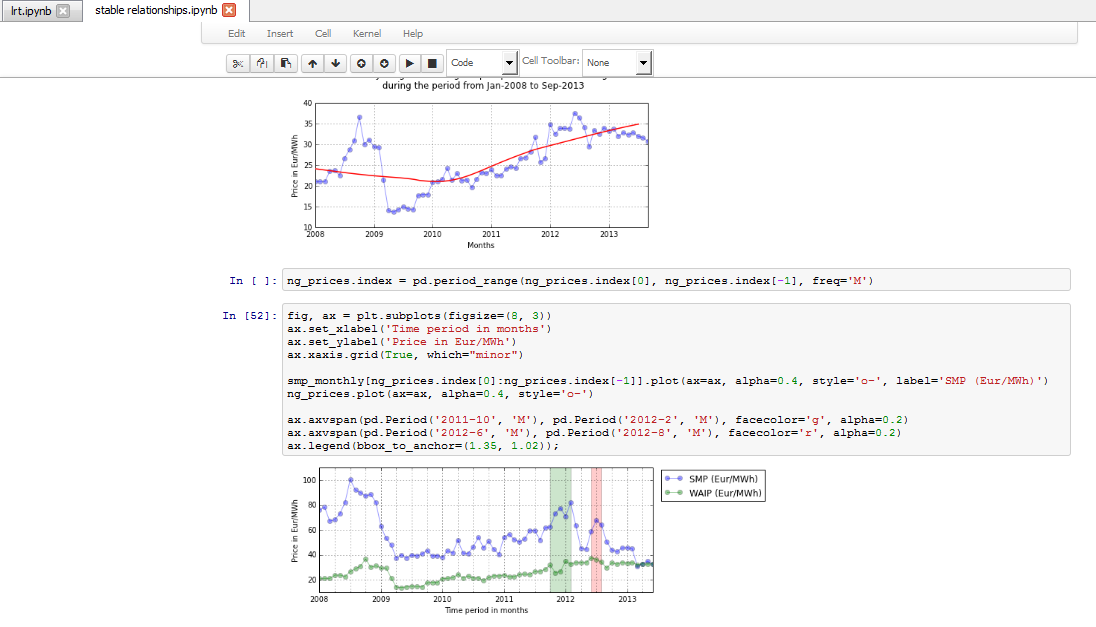 lrt.ipynb
stable relationships.ipynb
Edit Insert Cell Kernel Help
Code Cell Toolbar: None
during the period from Jan-2008 to Sep-2013
40
35
30
25
20
15
10
Price in Eur/MWh
2008 2009 2010 2011 2012 2013
Months
In [ ]: ng_prices.index = pd.period_range(ng_prices.index[0], ng_prices.index[-1], freq='M')
In [52]: fig, ax = plt.subplots(figsize=(8, 3))
ax.set_xlabel('Time period in months')
ax.set_ylabel('Price in Eur/MWh')
ax.xaxis.grid(True, which="minor")
smp_monthly[ng_prices.index[0]:ng_prices.index[-1]].plot(ax=ax, alpha=0.4, style='o-', label='SMP (Eur/MWh)')
ng_prices.plot(ax=ax, alpha=0.4, style='o-')
ax.axvspan(pd.Period('2011-10', 'M'), pd.Period('2012-2', 'M'), facecolor='g', alpha=0.2)
ax.axvspan(pd.Period('2012-6', 'M'), pd.Period('2012-8', 'M'), facecolor='r', alpha=0.2)
ax.legend(bbox_to_anchor=(1.35, 1.02));
100
80
60
40
20
Price in Eur/MWh
2008 2009 2010 2011 2012 2013
Time period in months
SMP (Eur/MWh)
WAIP (Eur/MWh)